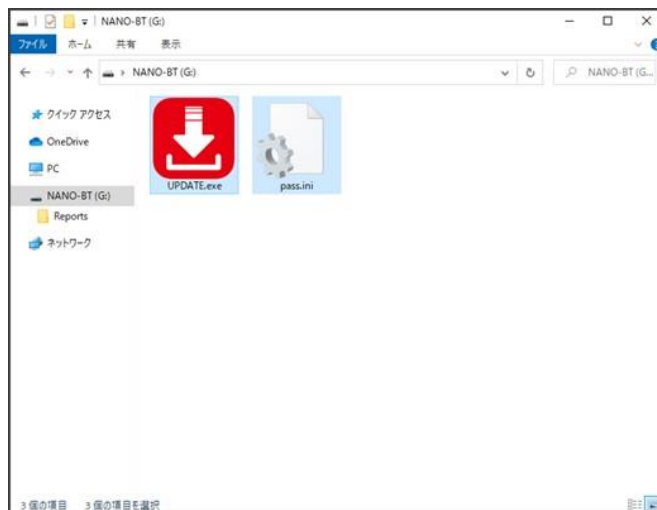 NANO-BT (G:)
ファイル ホーム 共有 表示
NANO-BT (G:)
NANO-BT (G...
クイック アクセス
OneDrive
PC
NANO-BT (G:)
Reports
ネットワーク
UPDATE.exe
pass.ini
3 個の項目 3 個の項目を選択